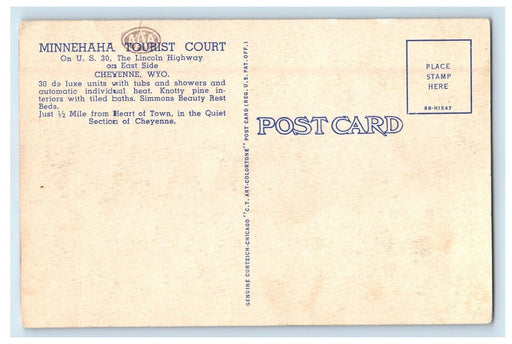 AAA
MINNEHAHA TOURIST COURT
On U. S. 30, The Lincoln Highway
on East Side
CHEYENNE, WYO.
30 de luxe units with tubs and showers and
automatic individual heat. Knotty pine in-
teriors with tiled baths. Simmons Beauty Rest
Beds.
Just ½ Mile from Heart of Town, in the Quiet
Section of Cheyenne.
GENUINE CURTEICH-CHICAGO "C.T. ART-COLORTONE" POST CARD (REG. U.S. PAT. OFF.)
POST CARD
PLACE
STAMP
HERE
9B-H1547